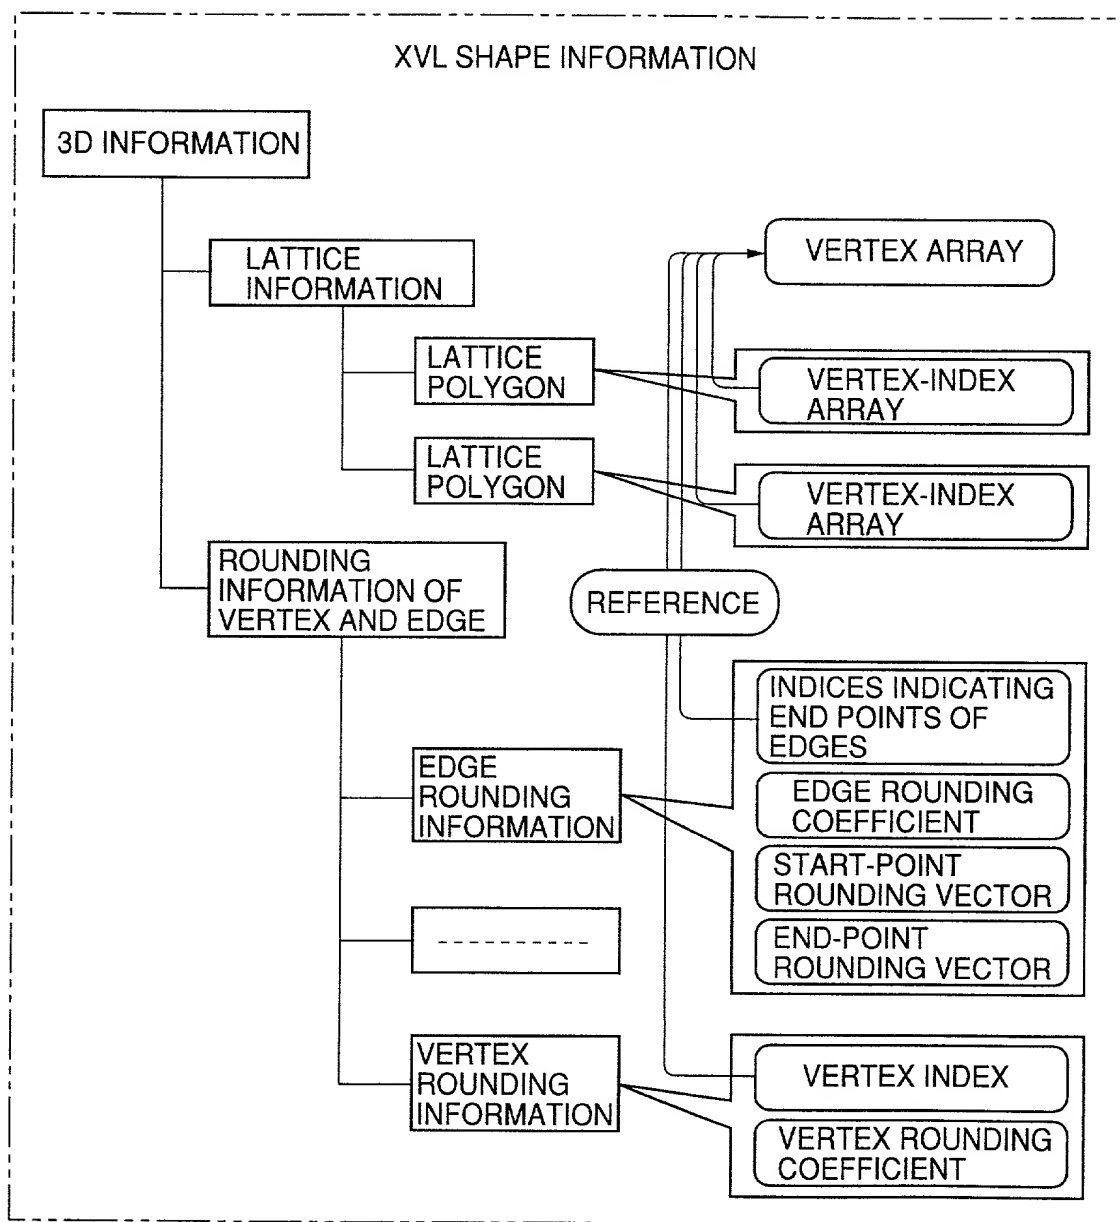 XVL SHAPE INFORMATION
3D INFORMATION
LATTICE
INFORMATION
VERTEX ARRAY
LATTICE
POLYGON
VERTEX-INDEX
ARRAY
LATTICE
POLYGON
VERTEX-INDEX
ARRAY
ROUNDING
INFORMATION OF
VERTEX AND EDGE
REFERENCE
INDICES INDICATING
END POINTS OF
EDGES
EDGE
ROUNDING
INFORMATION
EDGE ROUNDING
COEFFICIENT
START-POINT
ROUNDING VECTOR
END-POINT
ROUNDING VECTOR
VERTEX
ROUNDING
INFORMATION
VERTEX INDEX
VERTEX ROUNDING
COEFFICIENT